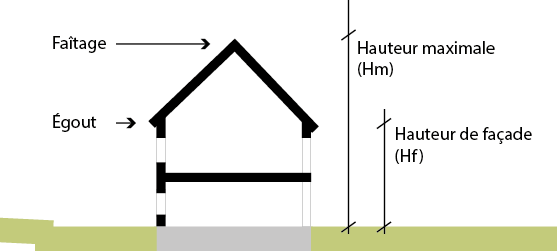 Faîtage
Hauteur maximale
(Hm)
Égout
Hauteur de façade
(Hf)